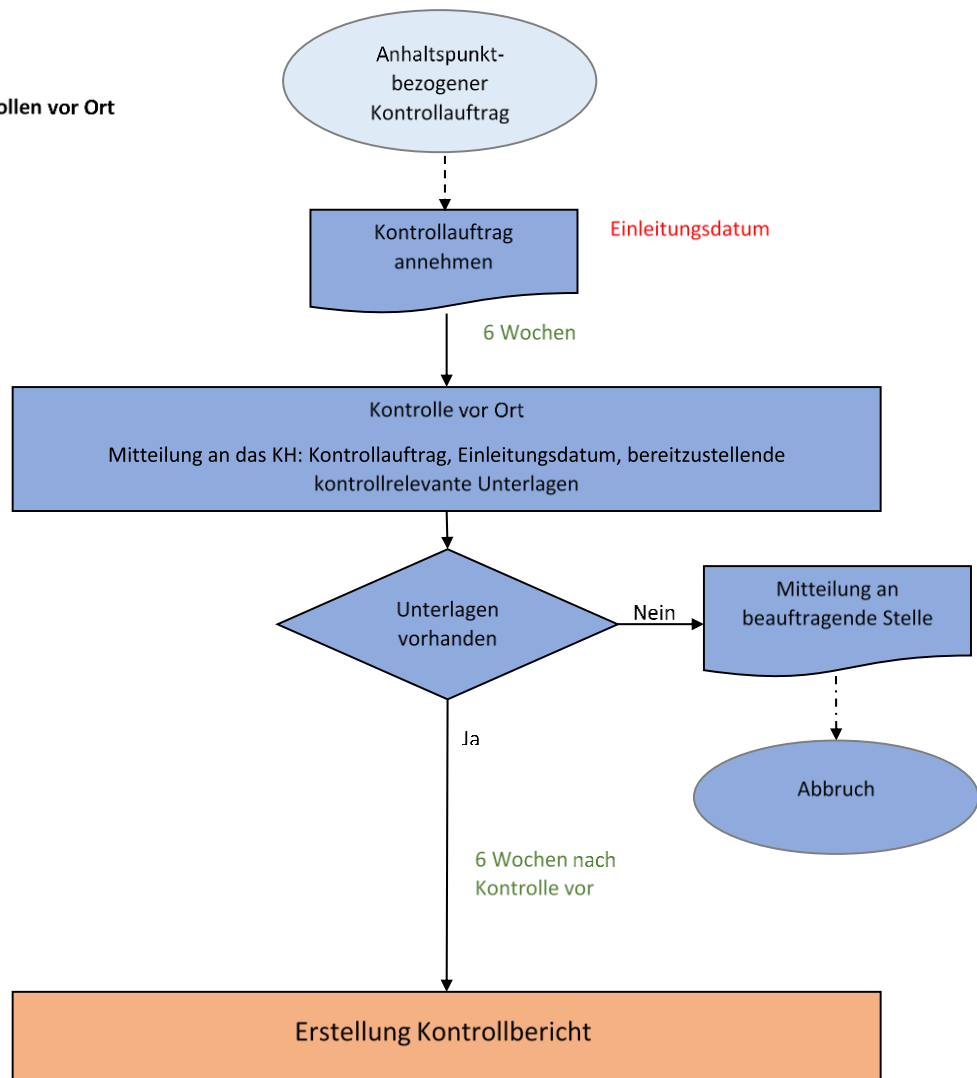 Anhaltspunkt-
bezogener
Kontrollauftrag
ollen vor Ort
Kontrollauftrag
annehmen
Einleitungsdatum
6 Wochen
Kontrolle vor Ort
Mitteilung an das KH: Kontrollauftrag, Einleitungsdatum, bereitzustellende
kontrollrelevante Unterlagen
Unterlagen
vorhanden
Nein
Mitteilung an
beauftragende Stelle
Ja
Abbruch
6 Wochen nach
Kontrolle vor
Erstellung Kontrollbericht